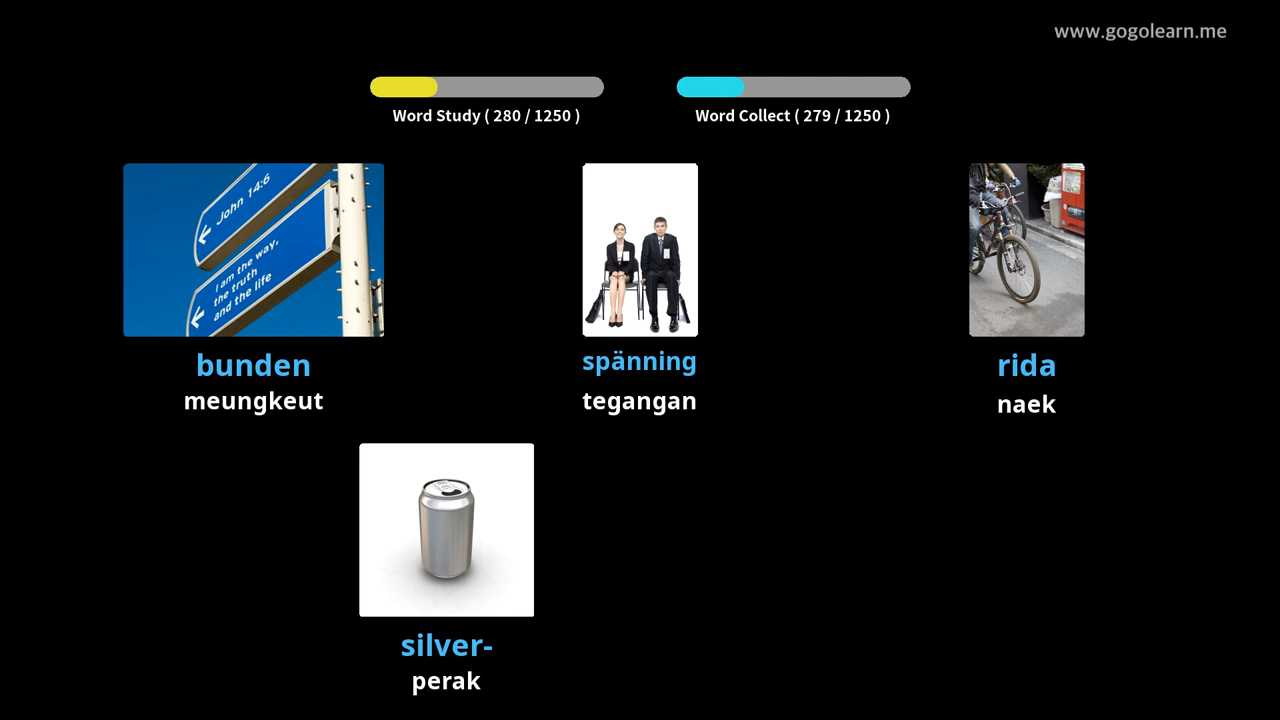 www.gogolearn.me
Word Study ( 280 / 1250 )
Word Collect ( 279 / 1250 )
John 14:6
I am the way,
the truth
and the life
bunden
meungkeut
spänning
tegangan
rida
naek
silver-
perak